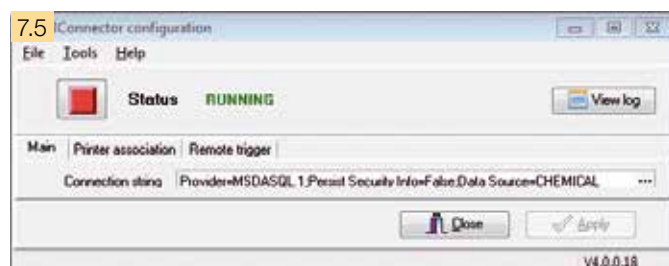 7.5 Connector configuration
File Tools Help
Status RUNNING View log
Main Printer association Remote trigger
Connection string Provider=MSDASQL.1;Persist Security Info=False;Data Source=CHEMICAL ...
Close Apply
V4.0.0.18